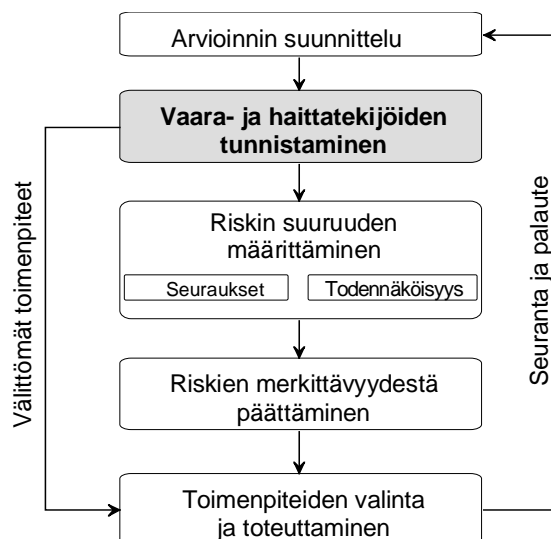 Arvioinnin suunnittelu
Vaara- ja haittatekijöiden
tunnistaminen
Riskin suuruuden
määrittäminen
Seuraukset
Todennäköisyys
Riskien merkittävyydestä
päättäminen
Toimenpiteiden valinta
ja toteuttaminen
Välittömät toimenpiteet
Seuranta ja palaute